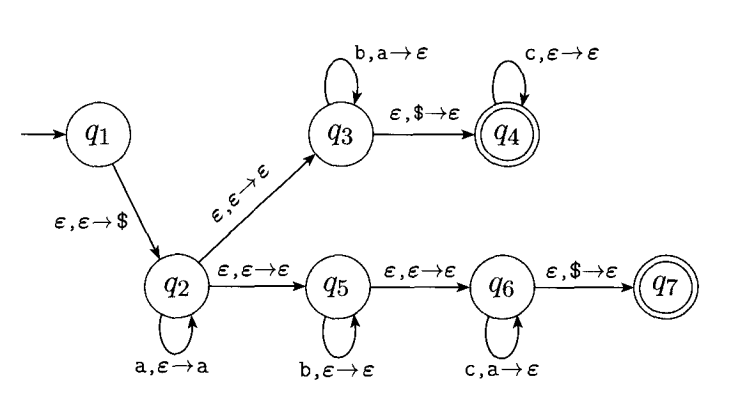 b,a→ε
c,ε→ε
q1
q3
ε,$→ε
q4
ε,ε→ε
ε,ε→$
q2
ε,ε→ε
q5
ε,ε→ε
q6
ε,$→ε
q7
a,ε→a
b,ε→ε
c,a→ε